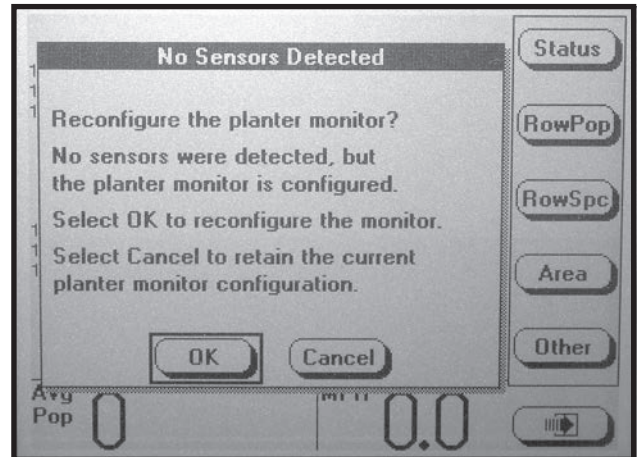 No Sensors Detected
Reconfigure the planter monitor?
No sensors were detected, but
the planter monitor is configured.
Select OK to reconfigure the monitor.
Select Cancel to retain the current
planter monitor configuration.
OK
Cancel
Status
RowPop
RowSpc
Area
Other
Avg
Pop
0
0.0